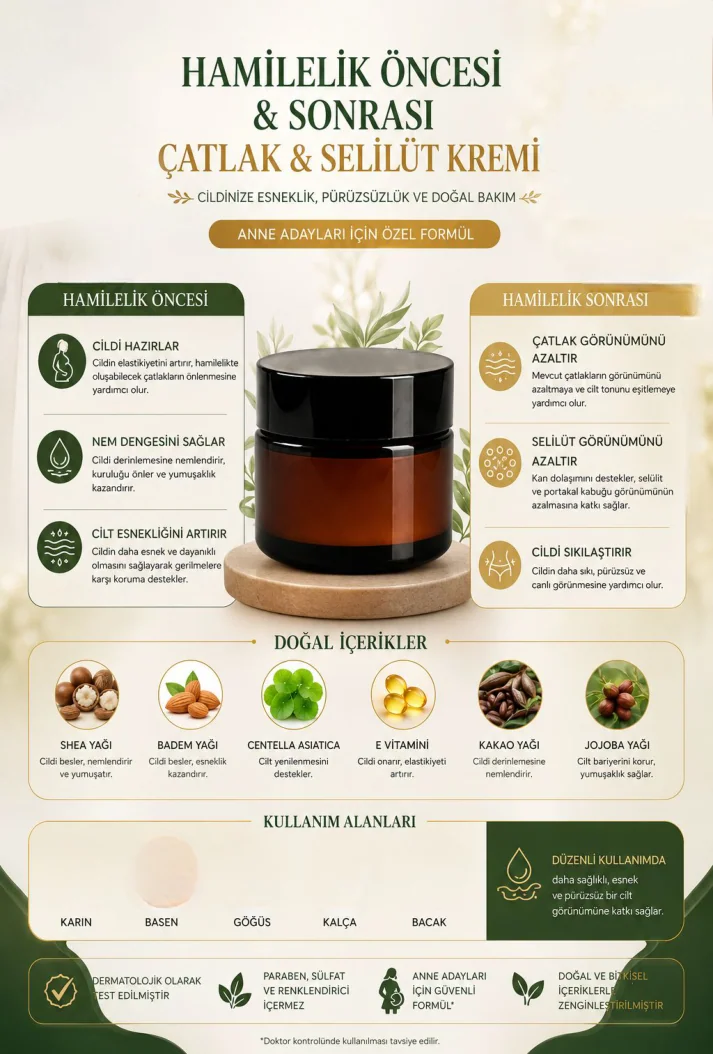 HAMİLELİK ÖNCESİ
& SONRASI
ÇATLAK & SELİLÜT KREMİ
CİLDİNİZE ESNEKLİK, PÜRÜZSÜZLÜK VE DOĞAL BAKIM
ANNE ADAYLARI İÇİN ÖZEL FORMÜL
HAMİLELİK ÖNCESİ
CİLDİ HAZIRLAR
Cildin elastikiyetini artırır, hamilelikte
oluşabilecek çatlakların önlenmesine
yardımcı olur.
NEM DENGESİNİ SAĞLAR
Cildi derinlemesine nemlendirir,
kuruluğu önler ve yumuşaklık
kazandırır.
CİLT ESNEKLİĞİNİ ARTIRIR
Cildin daha esnek ve dayanıklı
olmasını sağlayarak gerilmelere
karşı koruma destekler.
HAMİLELİK SONRASI
ÇATLAK GÖRÜNÜMÜNÜ
AZALTIR
Mevcut çatlakların görünümünü
azaltmaya ve cilt tonunu eşitlemeye
yardımcı olur.
SELİLÜT GÖRÜNÜMÜNÜ
AZALTIR
Kan dolaşımını destekler, selülit
ve portakal kabuğu görünümünün
azalmasına katkı sağlar.
CİLDİ SIKILAŞTIRIR
Cildin daha sıkı, pürüzsüz ve
canlı görünmesine yardımcı olur.
DOĞAL İÇERİKLER
SHEA YAĞI
Cildi besler, nemlendirir
ve yumuşatır.
BADEM YAĞI
Cildi besler, esneklik
kazandırır.
CENTELLA ASIATICA
Cilt yenilenmesini
destekler.
E VİTAMİNİ
Cildi onarır, elastikiyeti
artırır.
KAKAO YAĞI
Cildi derinlemesine
nemlendirir.
JOJOBA YAĞI
Cilt bariyerini korur,
yumuşaklık sağlar.
KULLANIM ALANLARI
KARIN
BASEN
GÖĞÜS
KALÇA
BACAK
DÜZENLİ KULLANIMDA
daha sağlıklı, esnek
ve pürüzsüz bir cilt
görünümüne katkı sağlar.
DERMATOLOJİK OLARAK
TEST EDİLMİŞTİR
PARABEN, SÜLFAT
VE RENKLENDİRİCİ
İÇERMEZ
ANNE ADAYLARI
İÇİN GÜVENLİ
FORMÜL*
DOĞAL VE BİTKİSEL
İÇERİKLERLE
ZENGİNLEŞTİRİLMİŞTİR
*Doktor kontrolünde kullanılması tavsiye edilir.